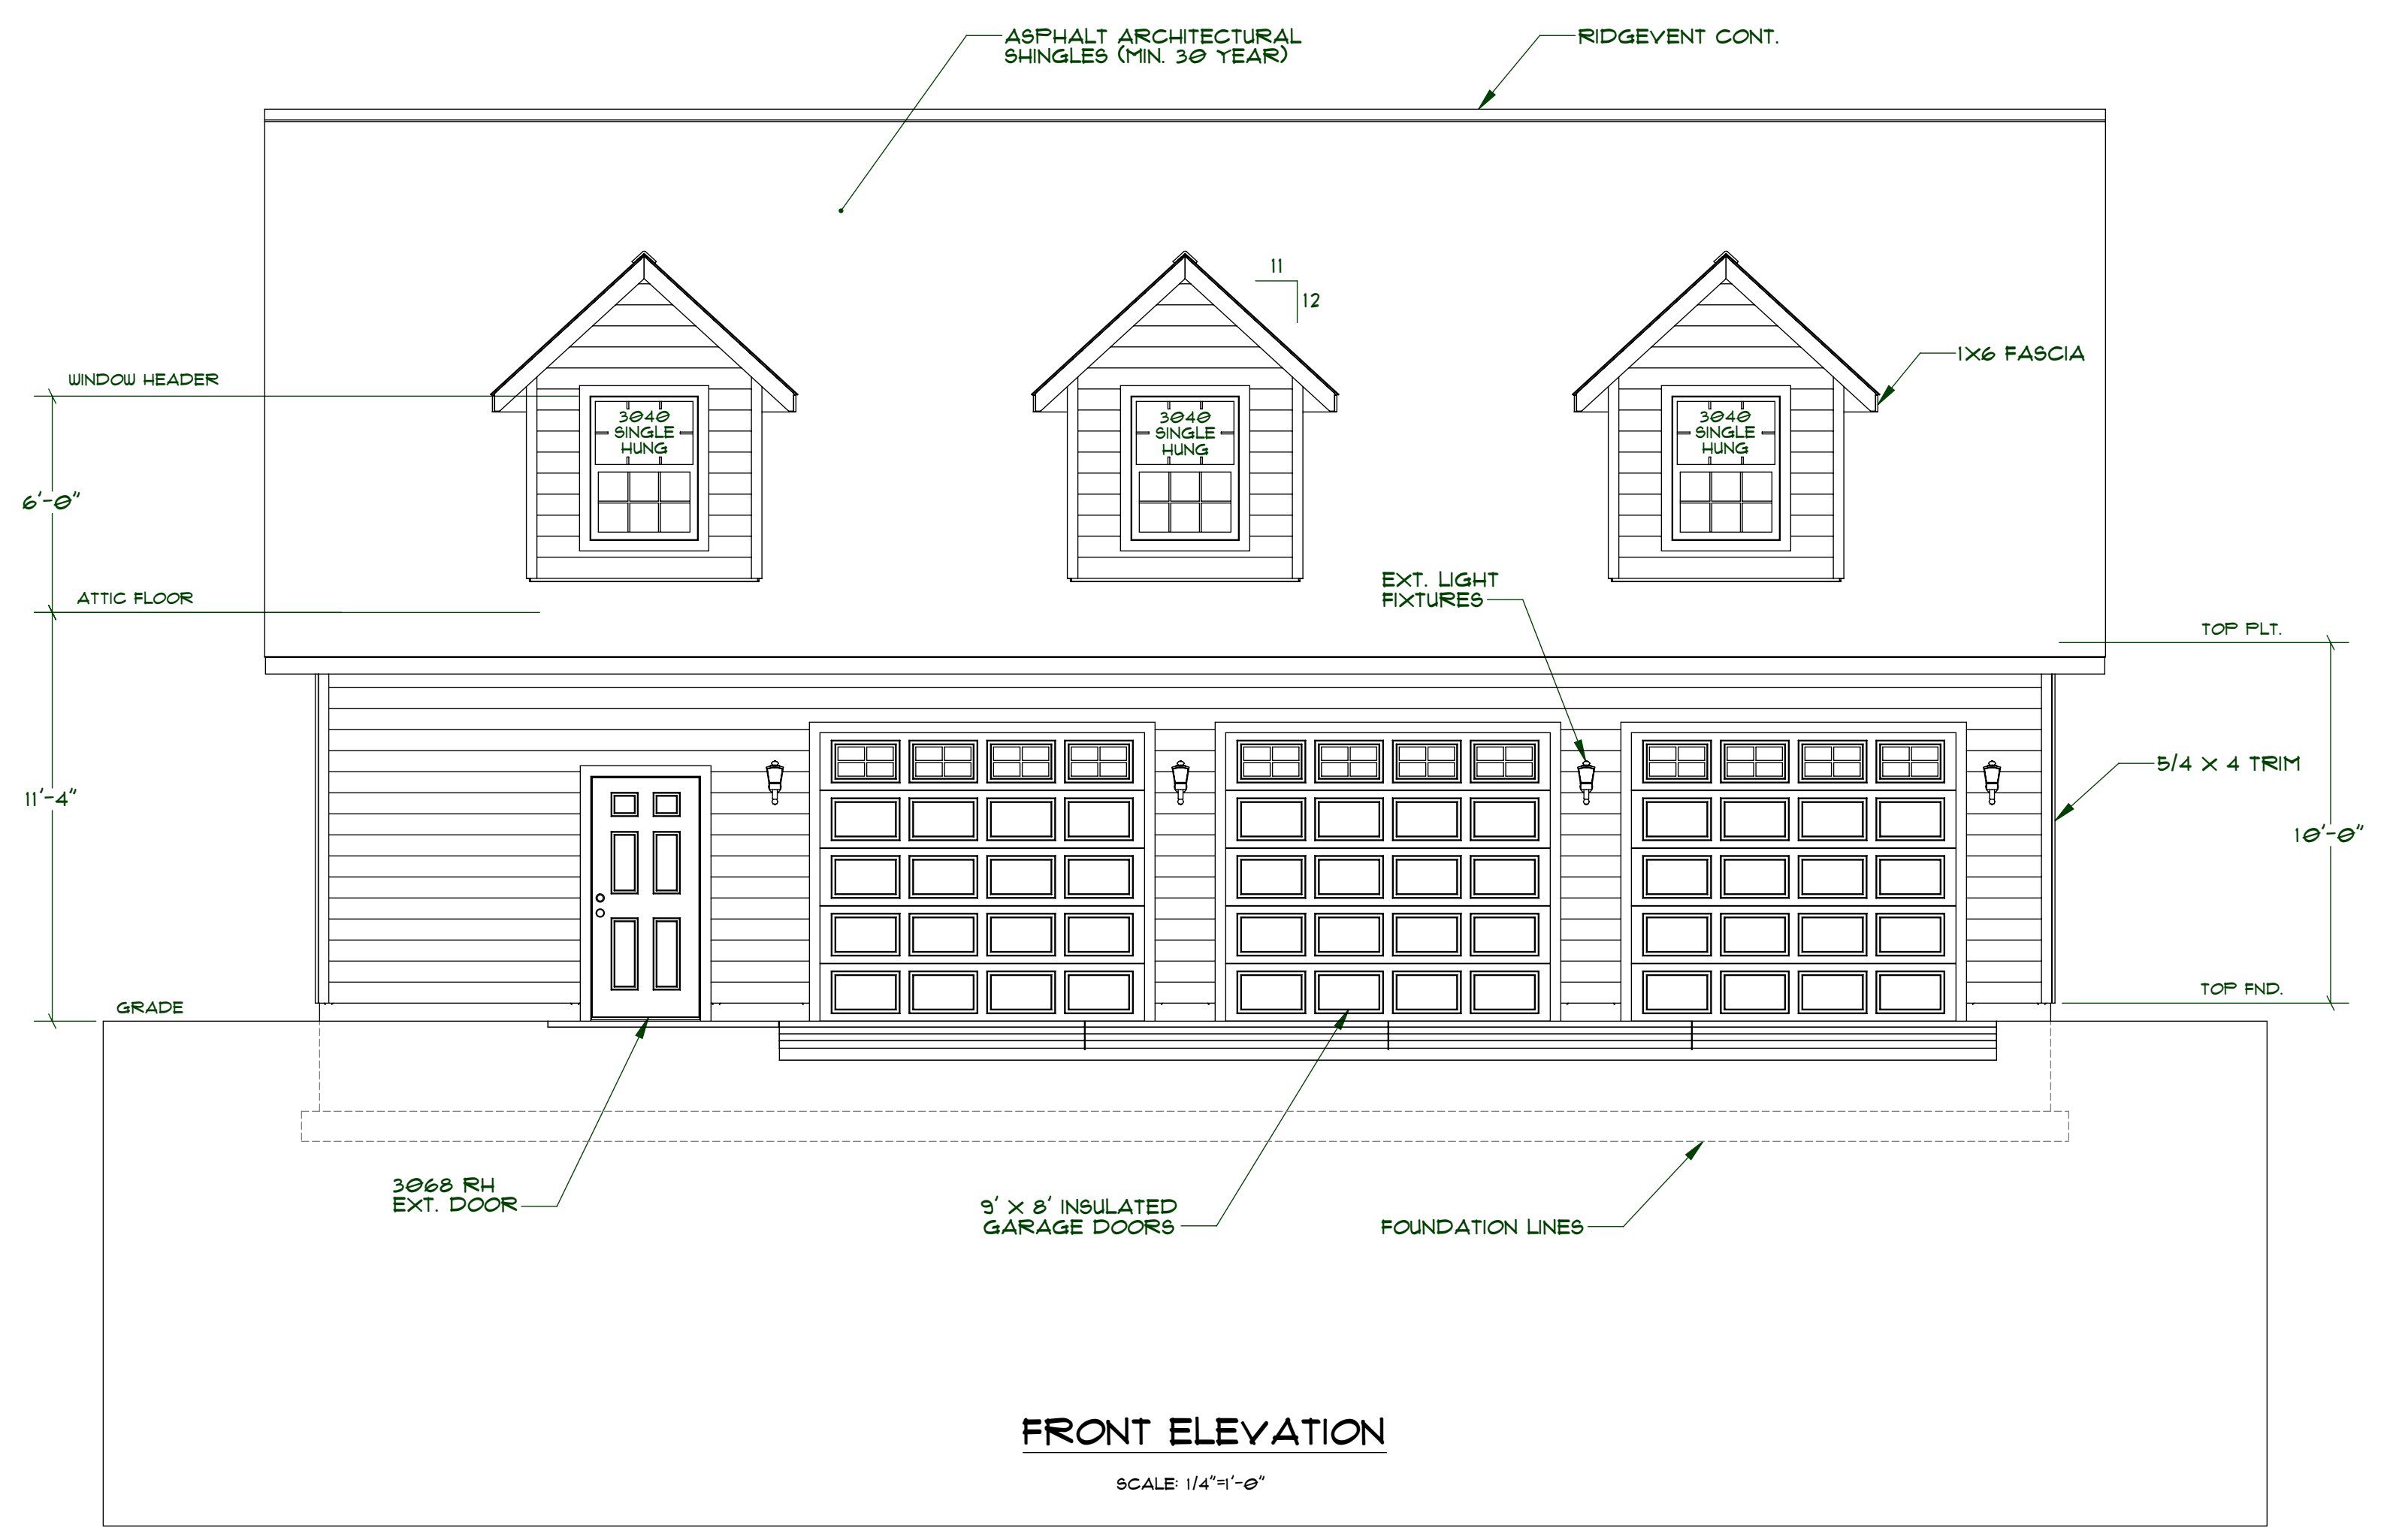 ASPHALT ARCHITECTURAL
SHINGLES (MIN. 30 YEAR)
RIDGEVENT CONT.
11
12
1X6 FASCIA
WINDOW HEADER
3040
SINGLE
HUNG
3040
SINGLE
HUNG
3040
SINGLE
HUNG
6'-0"
EXT. LIGHT
FIXTURES
ATTIC FLOOR
TOP PLT.
5/4 X 4 TRIM
11'-4"
10'-0"
TOP FND.
GRADE
3068 RH
EXT. DOOR
9' X 8' INSULATED
GARAGE DOORS
FOUNDATION LINES
FRONT ELEVATION
SCALE: 1/4"=1'-0"